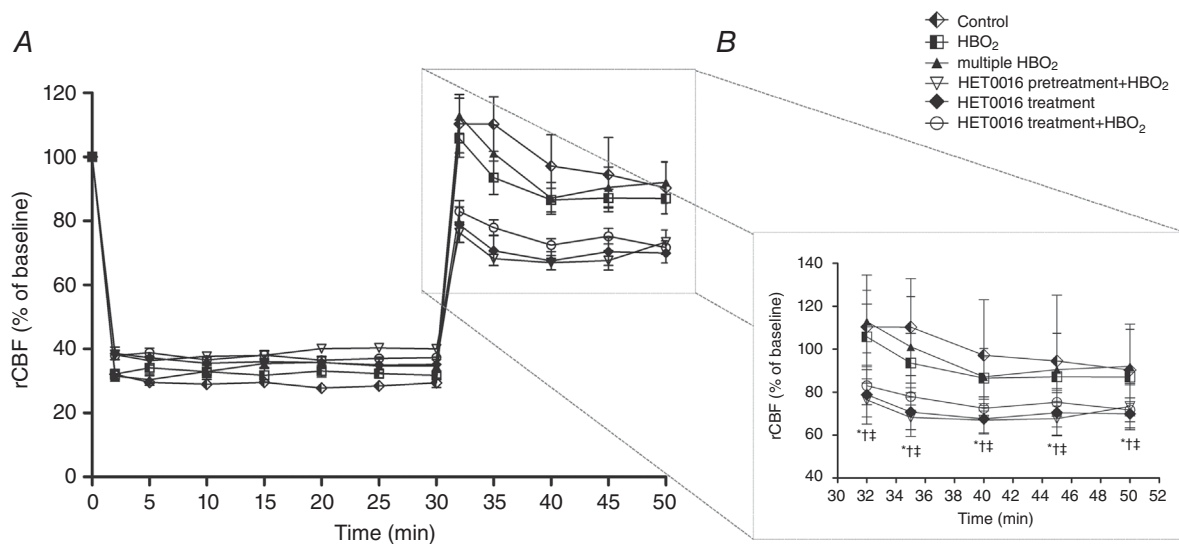 A
B
Control
HBO₂
multiple HBO₂
HET0016 pretreatment+HBO₂
HET0016 treatment
HET0016 treatment+HBO₂
rCBF (% of baseline)
120
100
80
60
40
20
0
0 5 10 15 20 25 30 35 40 45 50
Time (min)
rCBF (% of baseline)
140
120
100
80
60
40
*†‡ *†‡ *†‡ *†‡ *†‡
30 32 34 36 38 40 42 44 46 48 50 52
Time (min)